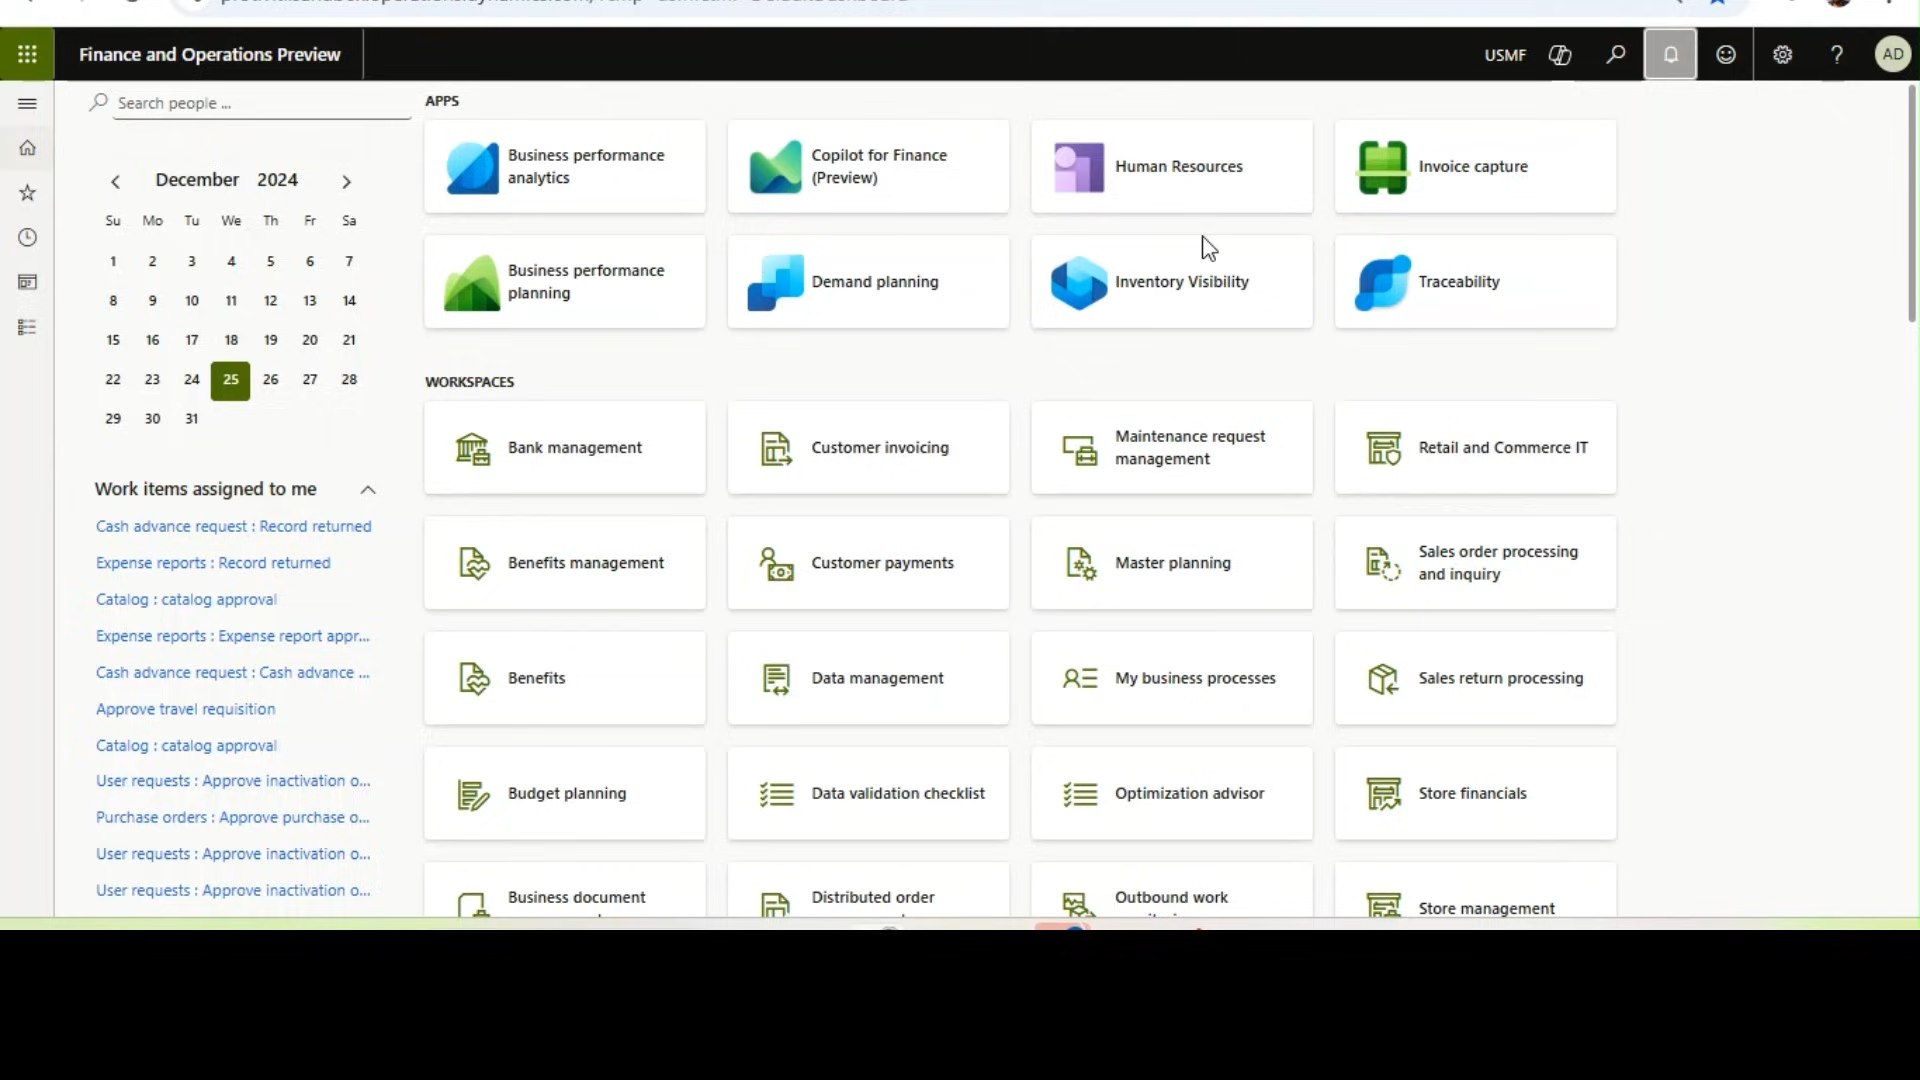 Finance and Operations Preview
USMF
AD
Search people ...
December 2024
Su Mo Tu We Th Fr Sa
1 2 3 4 5 6 7
8 9 10 11 12 13 14
15 16 17 18 19 20 21
22 23 24 25 26 27 28
29 30 31
Work items assigned to me
Cash advance request : Record returned
Expense reports : Record returned
Catalog : catalog approval
Expense reports : Expense report appr...
Cash advance request : Cash advance ...
Approve travel requisition
Catalog : catalog approval
User requests : Approve inactivation o...
Purchase orders : Approve purchase o...
User requests : Approve inactivation o...
User requests : Approve inactivation o...
APPS
Business performance
analytics
Copilot for Finance
(Preview)
Human Resources
Invoice capture
Business performance
planning
Demand planning
Inventory Visibility
Traceability
WORKSPACES
Bank management
Customer invoicing
Maintenance request
management
Retail and Commerce IT
Benefits management
Customer payments
Master planning
Sales order processing
and inquiry
Benefits
Data management
My business processes
Sales return processing
Budget planning
Data validation checklist
Optimization advisor
Store financials
Business document
Distributed order
Outbound work
Store management